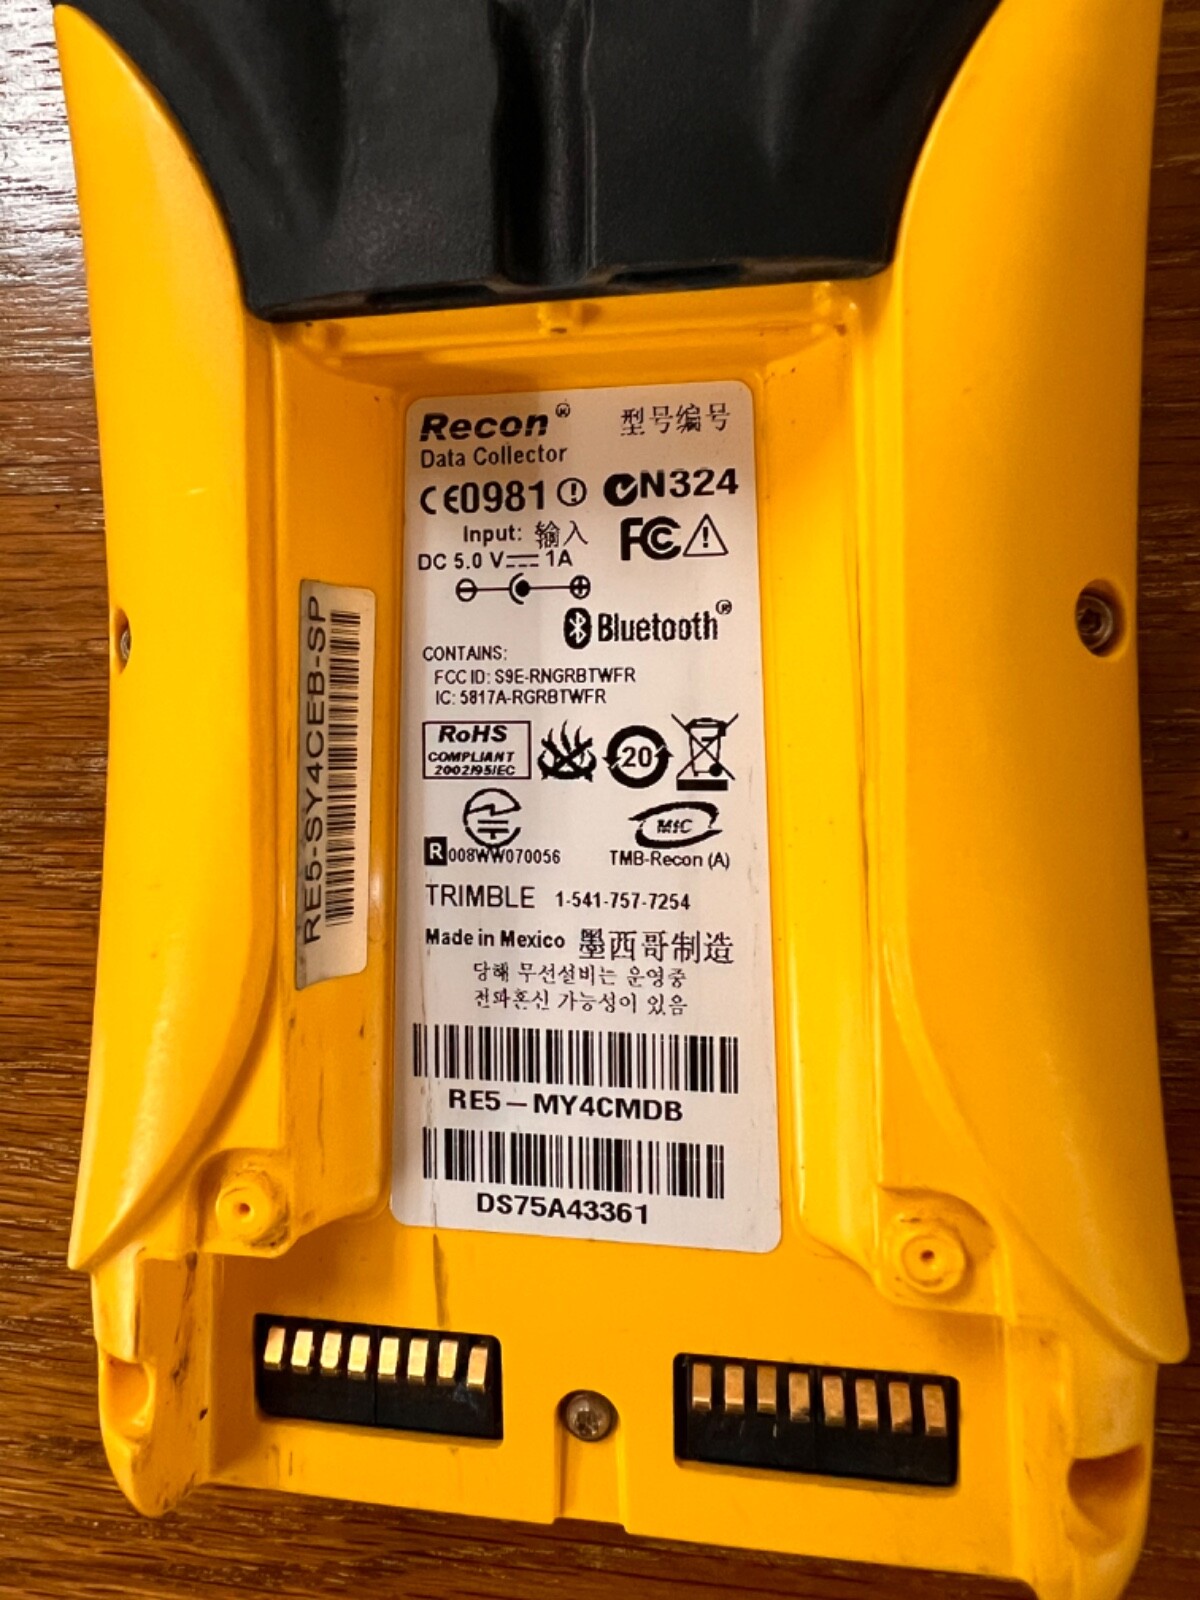 Recon® 型号编号
Data Collector
CE0981 N324
Input: 输入 FC
DC 5.0 V 1A
Bluetooth®
CONTAINS:
FCC ID: S9E-RNGRBTWFR
IC: 5817A-RGRBTWFR
RoHS
COMPLIANT
2002/95/EC
20
R 008WW070056
MIC
TMB-Recon (A)
TRIMBLE 1-541-757-7254
Made in Mexico 墨西哥制造
당해 무선설비는 운영중
전파혼신 가능성이 있음
RE5-MY4CMDB
DS75A43361
RE5-SY4CEB-SP